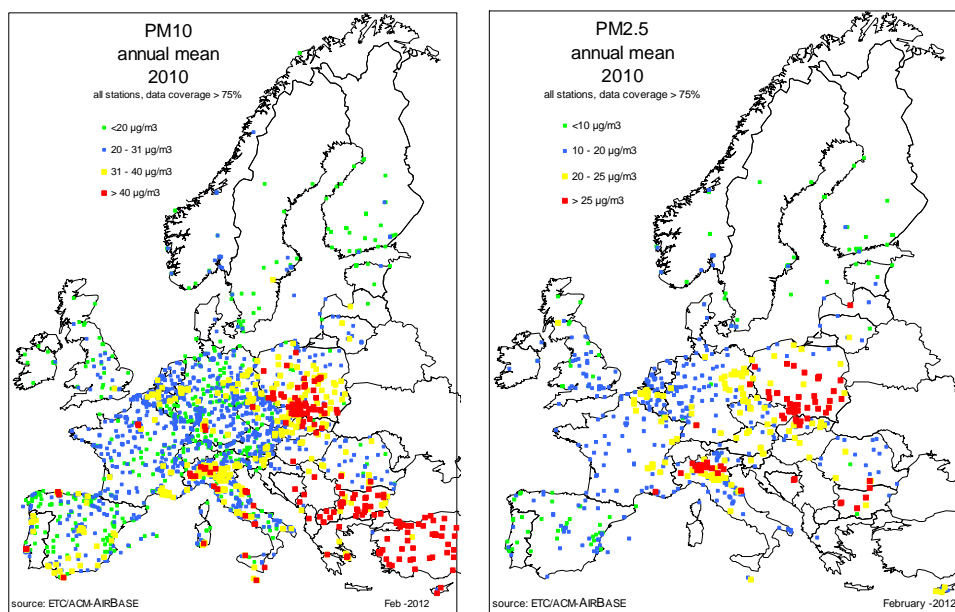 PM10
annual mean
2010
all stations, data coverage > 75%
<20 µg/m3
20 - 31 µg/m3
31 - 40 µg/m3
> 40 µg/m3
source: ETC/ACM-AIRBASE
Feb -2012
PM2.5
annual mean
2010
all stations, data coverage > 75%
<10 µg/m3
10 - 20 µg/m3
20 - 25 µg/m3
> 25 µg/m3
source: ETC/ACM-AIRBASE
February -2012